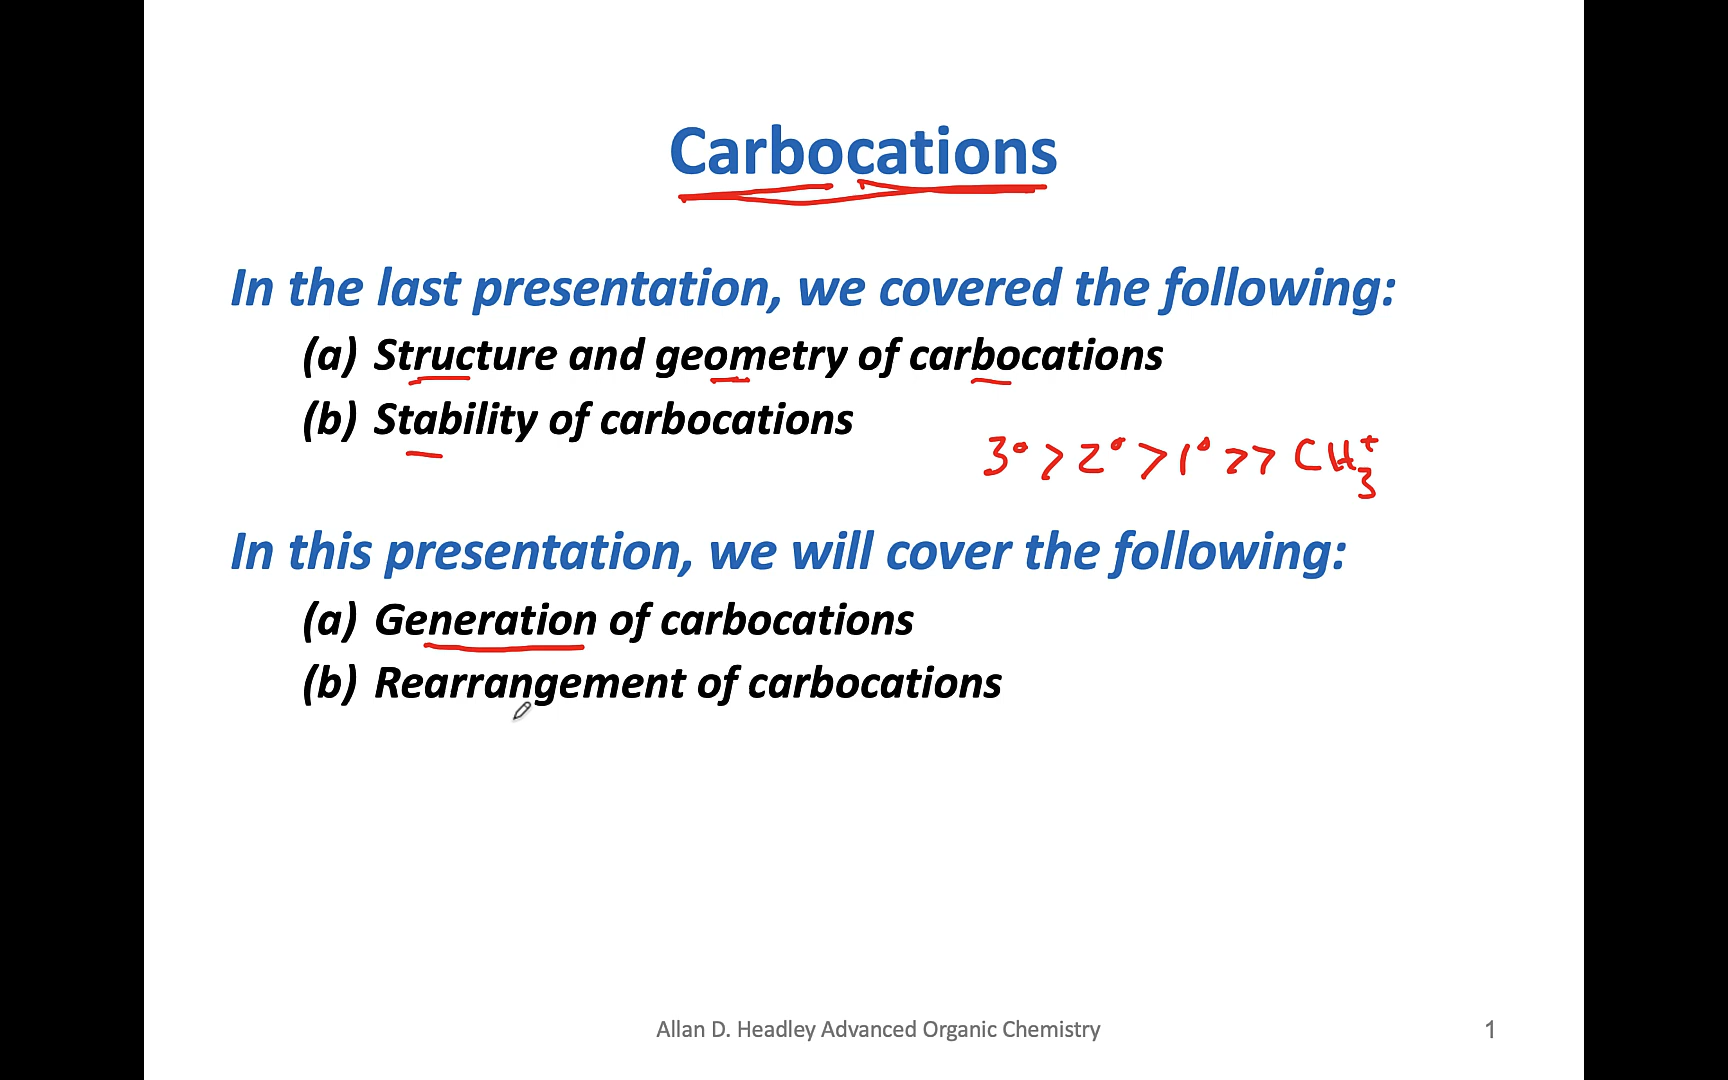 Carbocations
In the last presentation, we covered the following:
(a) Structure and geometry of carbocations
(b) Stability of carbocations
3° > 2° > 1° >> CH₃⁺
In this presentation, we will cover the following:
(a) Generation of carbocations
(b) Rearrangement of carbocations
Allan D. Headley Advanced Organic Chemistry
1